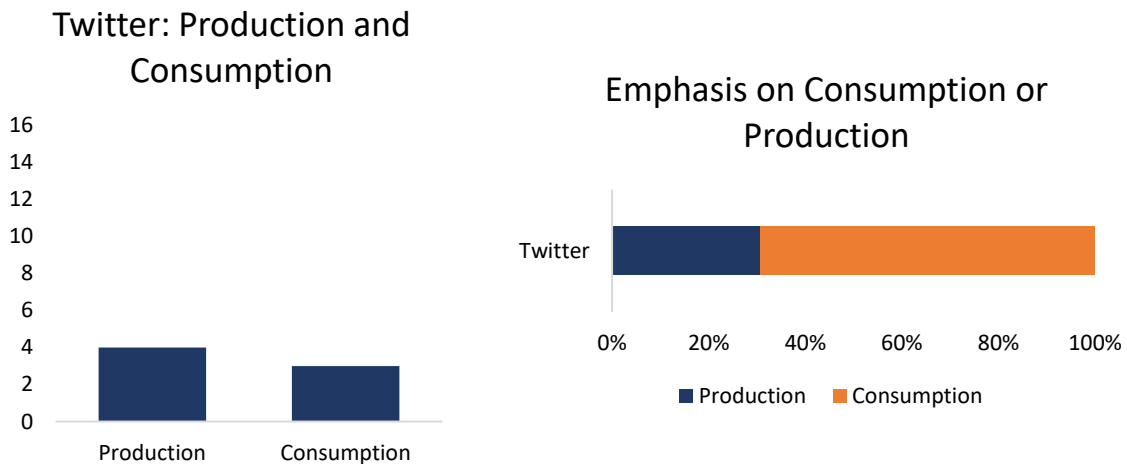 Twitter: Production and
Consumption
16
14
12
10
8
6
4
2
0
Production
Consumption
Emphasis on Consumption or
Production
Twitter
0%
20%
40%
60%
80%
100%
Production
Consumption